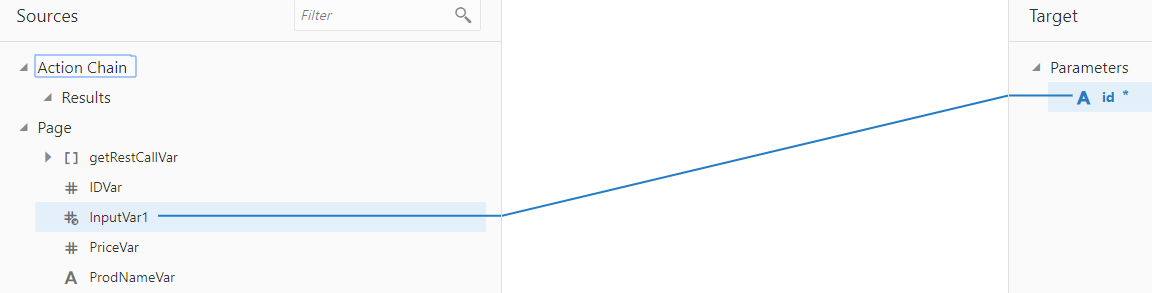 Sources
Filter
Target
Action Chain
Parameters
Results
id *
Page
[ ] getRestCallVar
# IDVar
# InputVar1
# PriceVar
A ProdNameVar